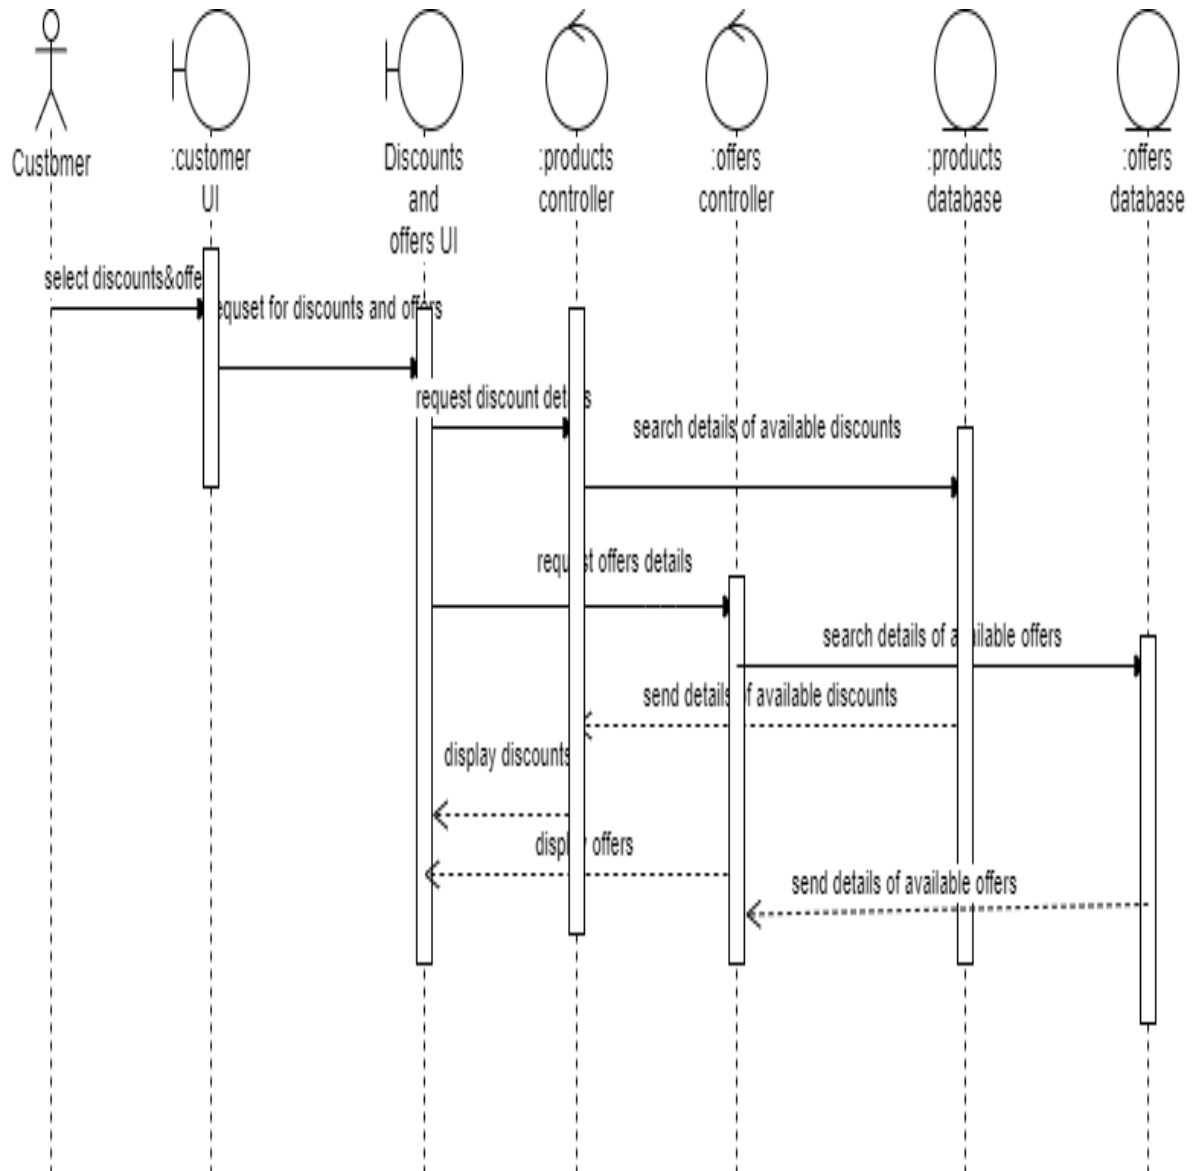 Customer
:customer
UI
Discounts
and
offers UI
:products
controller
:offers
controller
:products
database
:offers
database
select discounts&offe
equset for discounts and offers
request discount details
search details of available discounts
request offers details
search details of available offers
send details of available discounts
display discounts
display offers
send details of available offers